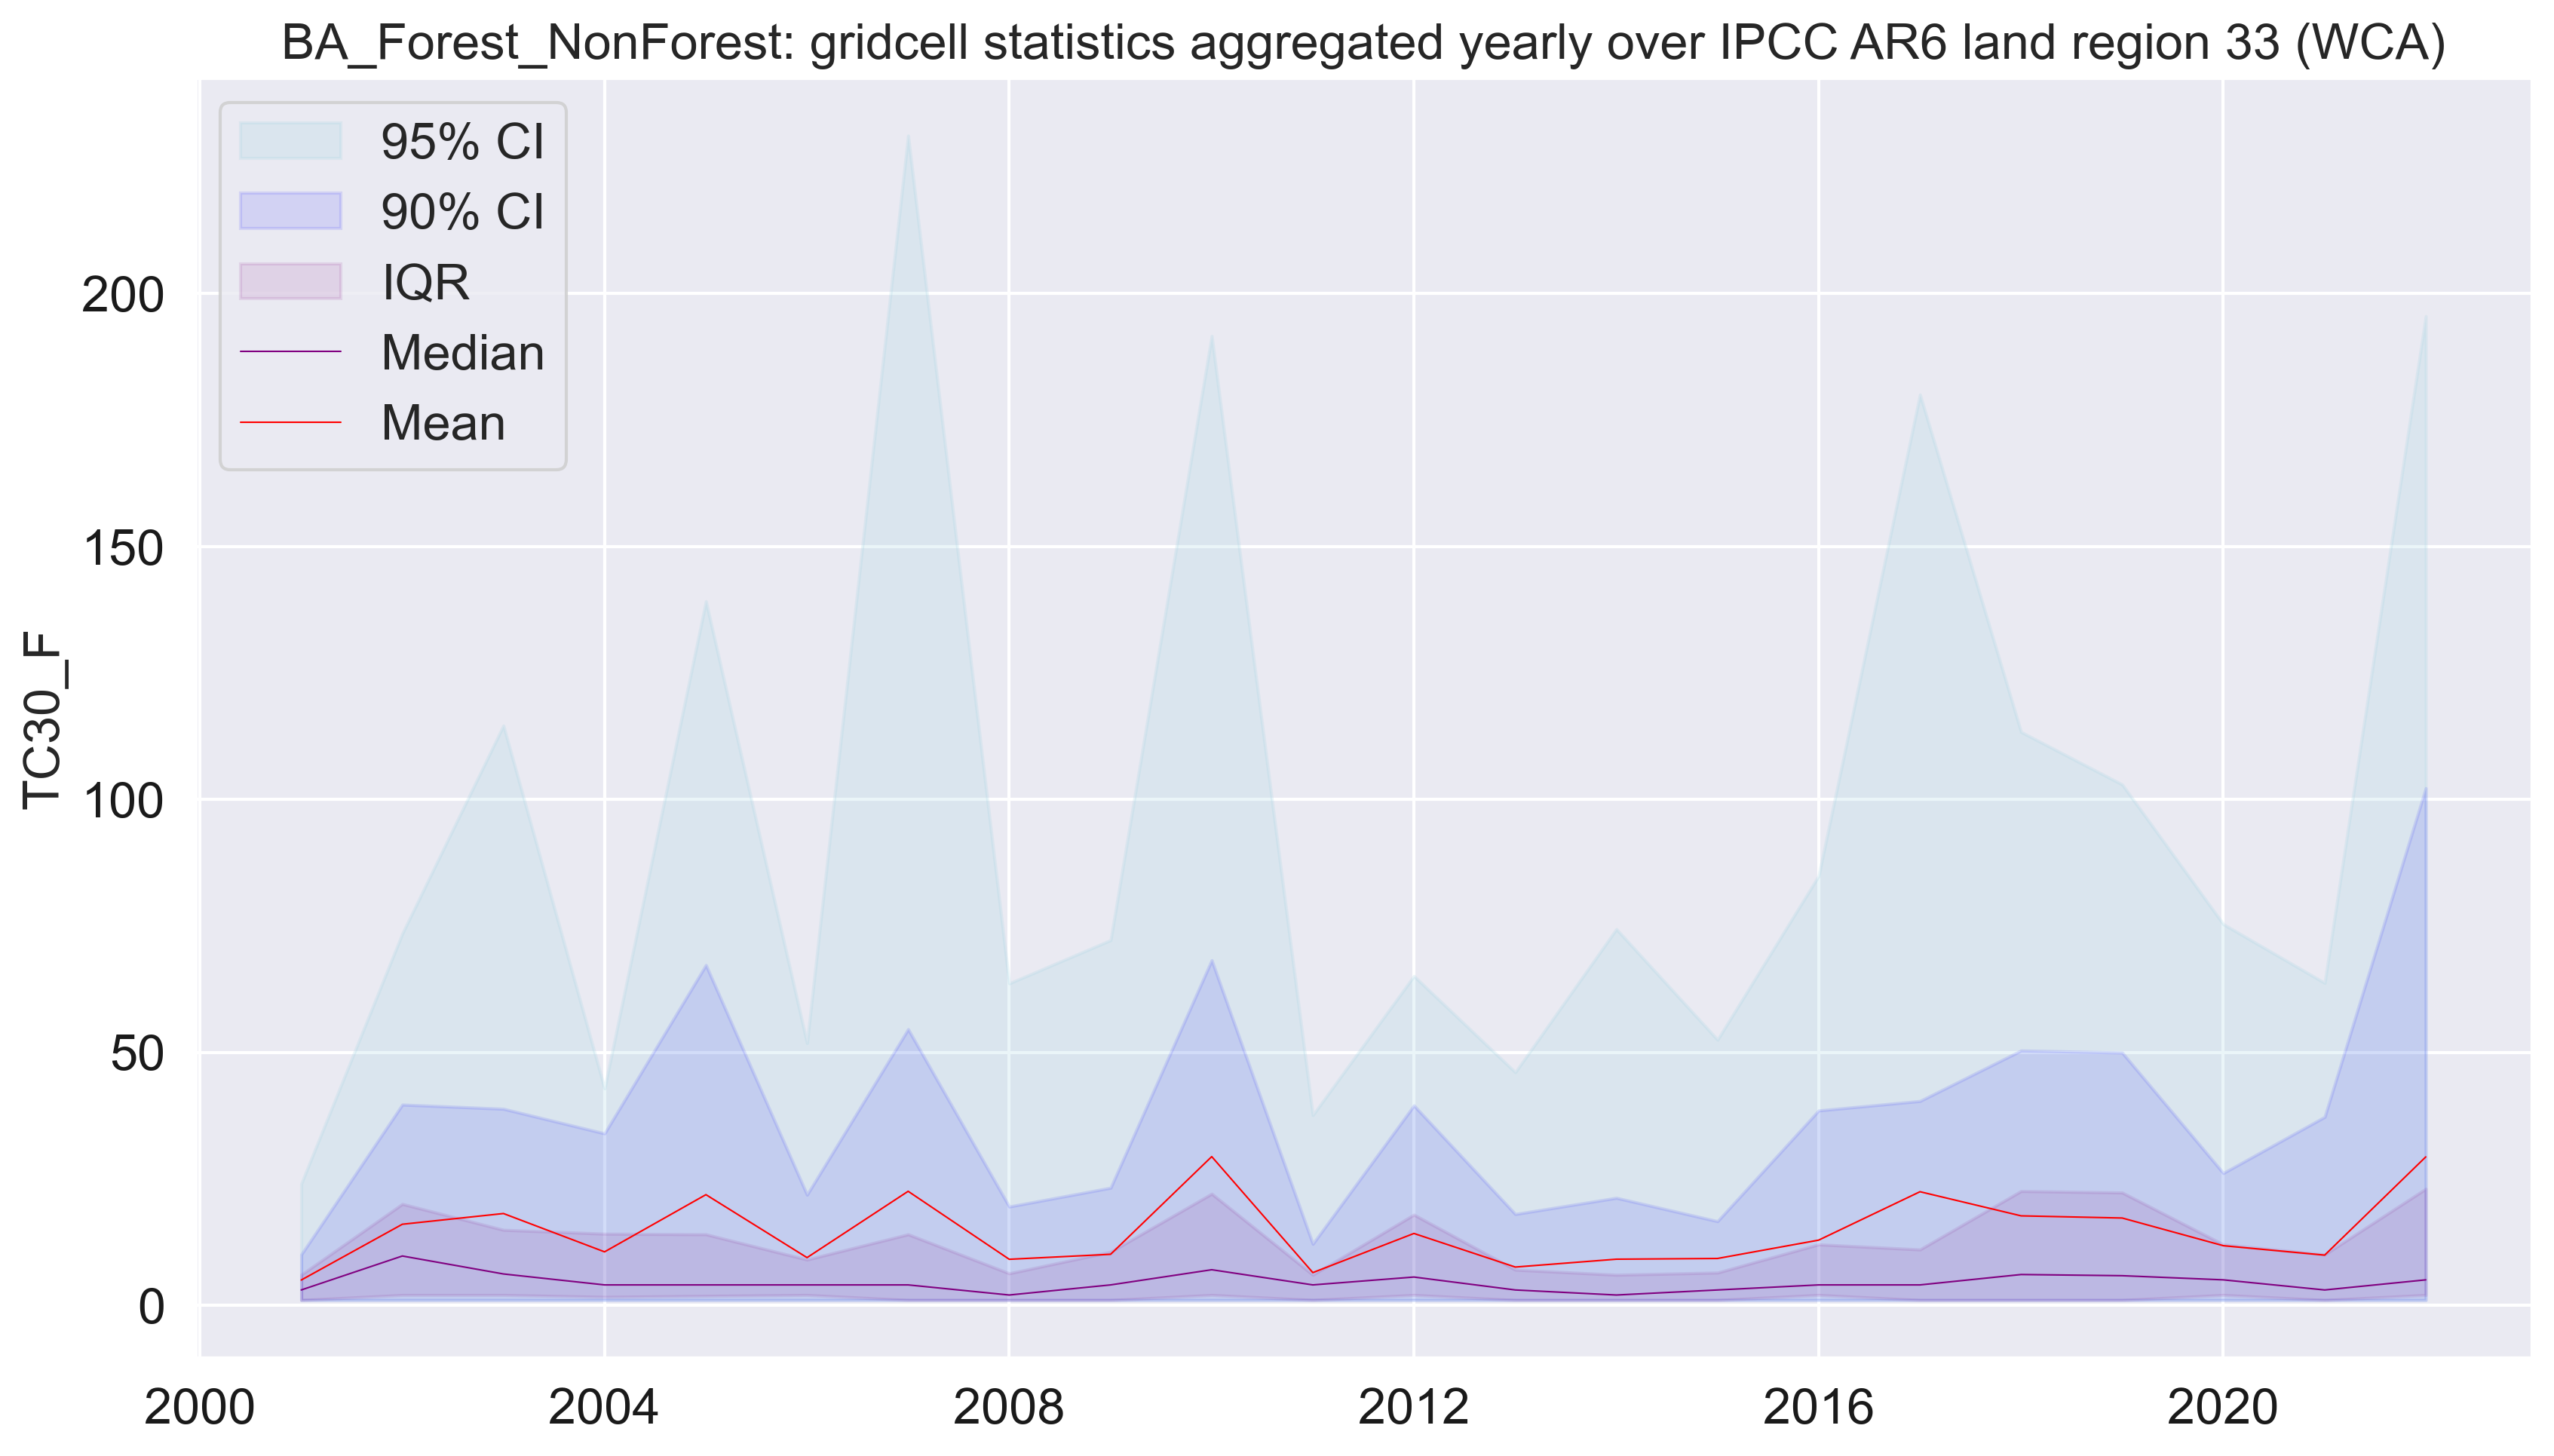 BA_Forest_NonForest: gridcell statistics aggregated yearly over IPCC AR6 land region 33 (WCA)
95% CI
90% CI
IQR
Median
Mean
TC30_F
200
150
100
50
0
2000
2004
2008
2012
2016
2020